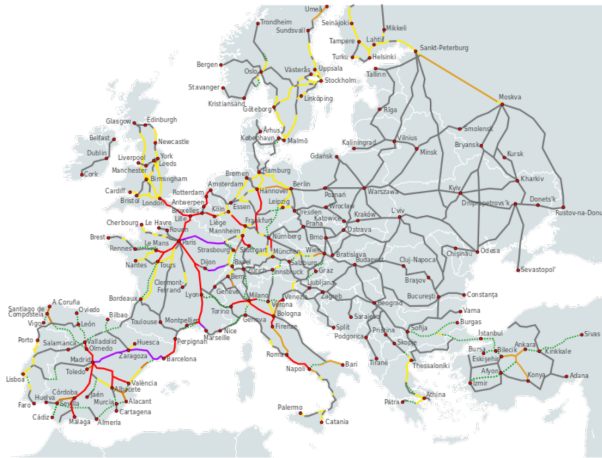 Umeå
Trondheim
Seinäjoki
Mikkeli
Sundsvall
Tampere
Lahti
Turku
Helsinki
Sankt-Peterburg
Bergen
Oslo
Västerås
Uppsala
Stockholm
Tallinn
Stavanger
Kristiansand
Linköping
Göteborg
Moskva
Riga
Glasgow
Edinburgh
Århus
København
Malmö
Smolensk
Belfast
Newcastle
Kaliningrad
Vilnius
Minsk
Bryansk
Dublin
Liverpool
York
Leeds
Manchester
Gdańsk
Kursk
Cork
Birmingham
Hamburg
Bremen
Kharkiv
Cardiff
Bristol
London
Rotterdam
Amsterdam
Hannover
Berlin
Poznań
Warszawa
Kyiv
Antwerpen
Bruxelles
Essen
Leipzig
Wrocław
Dnipropetrovs'k
Donets'k
Lille
Köln
Dresden
Katowice
Kraków
L'viv
Rostov-na-Donu
Cherbourg
Le Havre
Liège
Frankfurt
Praha
Ostrava
Rouen
Mannheim
Nürnberg
Brno
Brest
Le Mans
Paris
Rennes
Strasbourg
Stuttgart
München
Wien
Bratislava
Chişinău
Odesa
Nantes
Tours
Dijon
Basel
Zürich
Salzburg
Innsbruck
Budapest
Cluj-Napoca
Graz
Sevastopol'
Clermont-
Ferrand
Bern
Genève
Ljubljana
Zagreb
Braşov
Bordeaux
Lyon
Milano
Venezia
Verona
Beograd
Bucureşti
Constanţa
A Coruña
Santiago de
Compostela
Oviedo
Torino
Bologna
Varna
Vigo
León
Bilbao
Toulouse
Montpellier
Genova
Firenze
Split
Sarajevo
Burgas
Nice
Marseille
Podgorica
Priština
Sofija
İstanbul
Sivas
Porto
Salamanca
Valladolid
Olmedo
Huesca
Perpignan
Skopje
Ankara
Kırıkkale
Zaragoza
Barcelona
Roma
Bari
Tiranë
Thessaloniki
Bursa
Bilecik
Eskişehir
Madrid
Toledo
Napoli
Afyon
Lisboa
València
Albacete
İzmir
Konya
Adana
Córdoba
Jaén
Alacant
Huelva
Sevilla
Murcia
Cartagena
Palermo
Pátra
Athína
Faro
Cádiz
Málaga
Almería
Catania